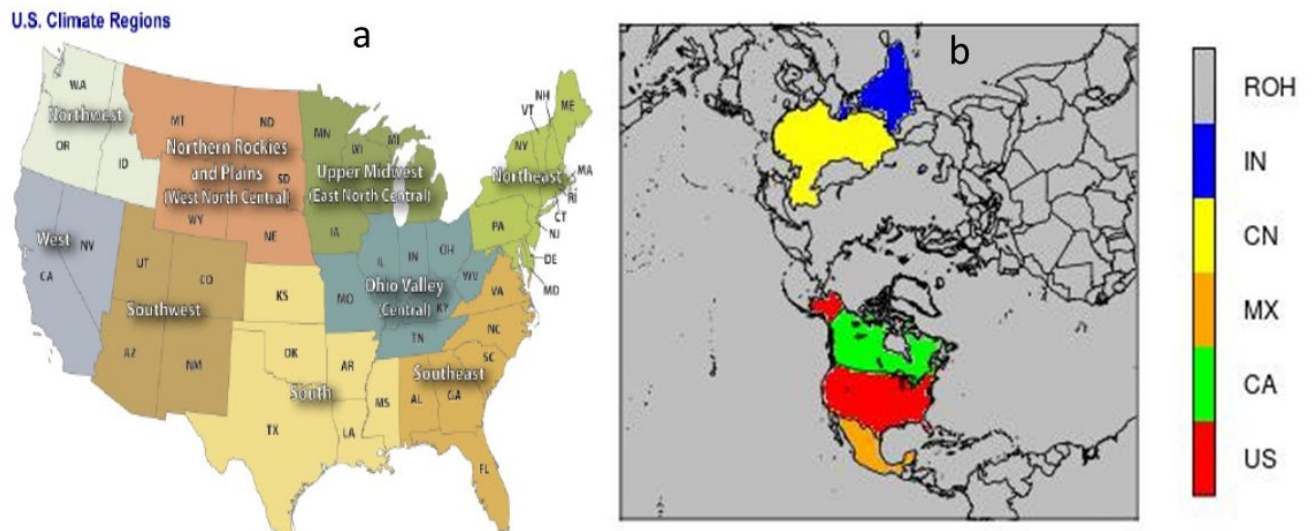 U.S. Climate Regions
a
WA
Northwest
OR
ID
MT
ND
Northern Rockies
and Plains
SD
(West North Central)
WY
NE
MN
WI
MI
Upper Midwest
(East North Central)
IA
VT
NH
ME
NY
Northeast
MA
RI
CT
PA
NJ
DE
MD
West
NV
CA
UT
CO
Southwest
AZ
NM
KS
OK
AR
South
TX
LA
MS
IL
IN
OH
WV
MO
Ohio Valley
(Central)
KY
TN
VA
NC
SC
Southeast
AL
GA
FL
b
ROH
IN
CN
MX
CA
US